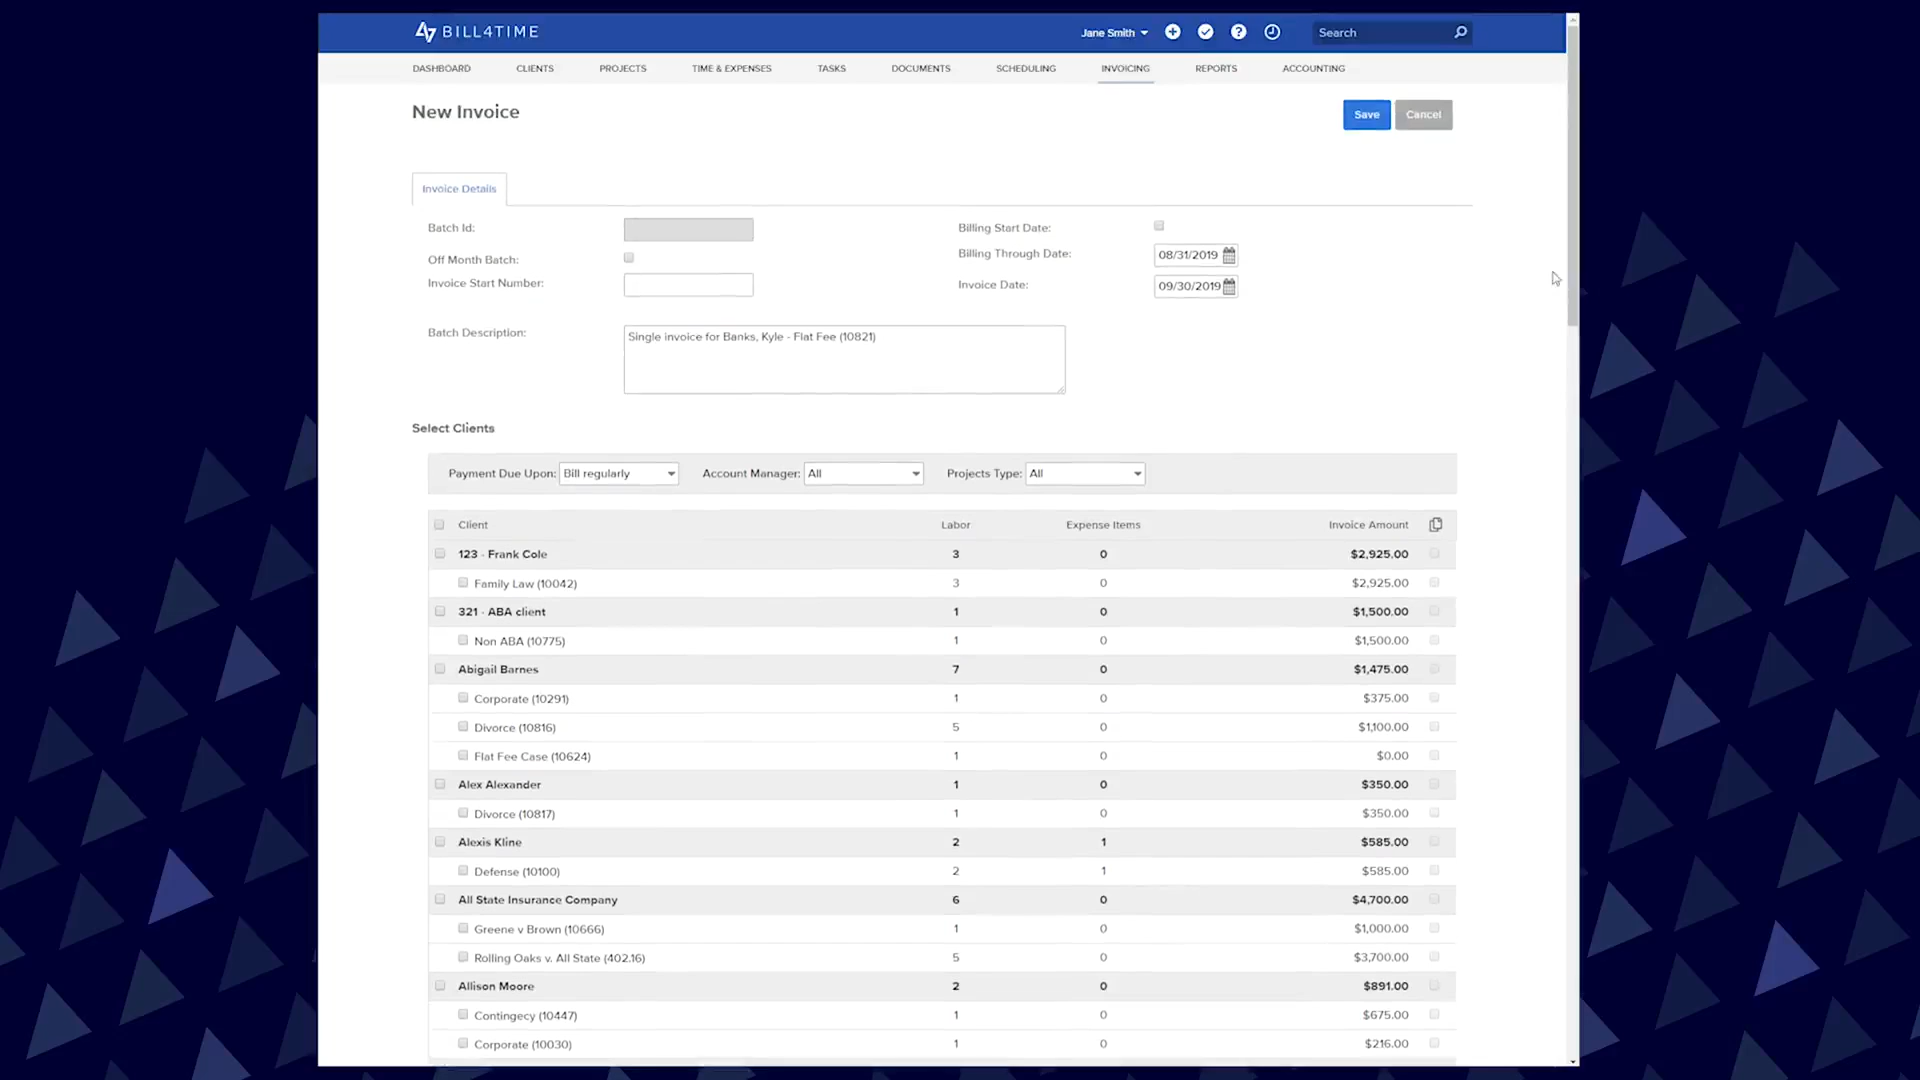 BILL4TIME
Jane Smith
Search
DASHBOARD CLIENTS PROJECTS TIME & EXPENSES TASKS DOCUMENTS SCHEDULING INVOICING REPORTS ACCOUNTING
New Invoice
Save Cancel
Invoice Details
Batch Id: Billing Start Date:
Off Month Batch: Billing Through Date: 08/31/2019
Invoice Start Number: Invoice Date: 09/30/2019
Batch Description: Single invoice for Banks, Kyle - Flat Fee (10821)
Select Clients
Payment Due Upon: Bill regularly Account Manager: All Projects Type: All
Client Labor Expense Items Invoice Amount
123 - Frank Cole 3 0 $2,925.00
Family Law (10042) 3 0 $2,925.00
321 - ABA client 1 0 $1,500.00
Non ABA (10775) 1 0 $1,500.00
Abigail Barnes 7 0 $1,475.00
Corporate (10291) 1 0 $375.00
Divorce (10816) 5 0 $1,100.00
Flat Fee Case (10624) 1 0 $0.00
Alex Alexander 1 0 $350.00
Divorce (10817) 1 0 $350.00
Alexis Kline 2 1 $585.00
Defense (10100) 2 1 $585.00
All State Insurance Company 6 0 $4,700.00
Greene v Brown (10666) 1 0 $1,000.00
Rolling Oaks v. All State (402.16) 5 0 $3,700.00
Allison Moore 2 0 $891.00
Contingecy (10447) 1 0 $675.00
Corporate (10030) 1 0 $216.00